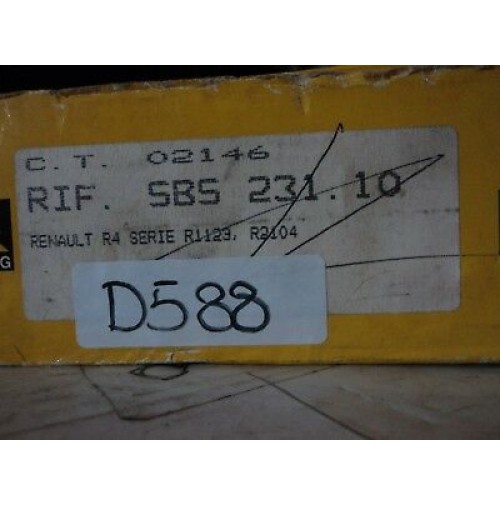 C.T. 02146
RIF. SBS 231.10
RENAULT R4 SERIE R1123, R2104
G
D588